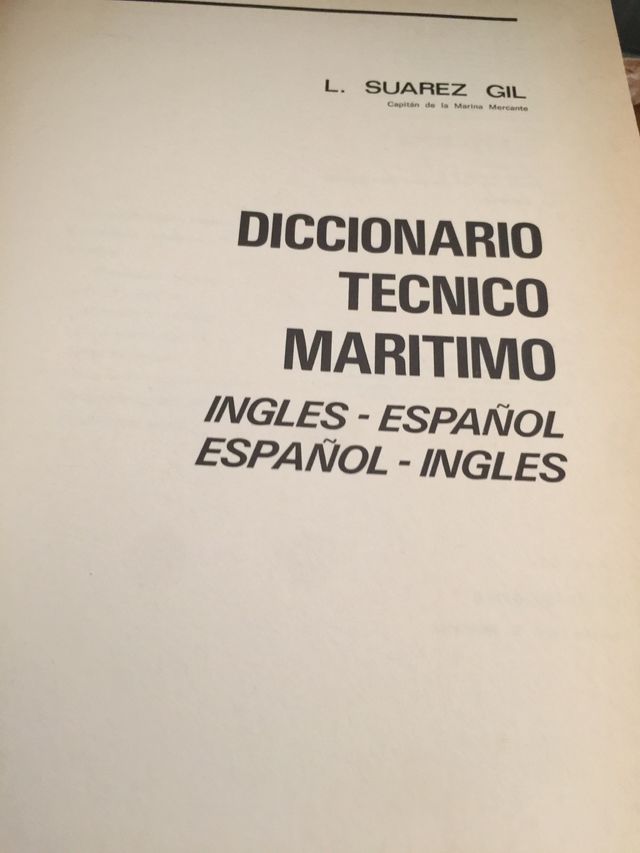 L. SUAREZ GIL
Capitán de la Marina Mercante
DICCIONARIO
TECNICO
MARITIMO
INGLES - ESPAÑOL
ESPAÑOL - INGLES